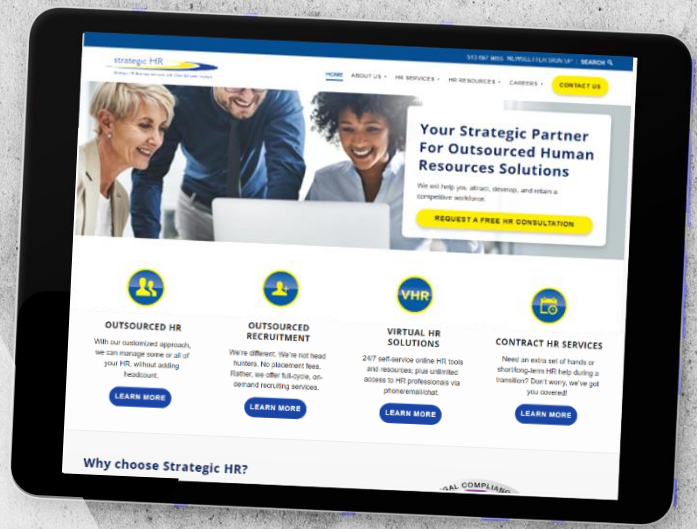 NEWSLETTER SIGN UP | SEARCH
strategic HR
HOME ABOUT US HR SERVICES HR RESOURCES CAREERS CONTACT US
Your Strategic Partner
For Outsourced Human
Resources Solutions
We will help you attract, develop, and retain a
competitive workforce.
REQUEST A FREE HR CONSULTATION
VHR
OUTSOURCED HR
With our customized approach,
we can manage some or all of
your HR, without adding
headcount.
LEARN MORE
OUTSOURCED
RECRUITMENT
We're different. We're not head
hunters. No placement fees.
Rather, we offer full-cycle, on-
demand recruiting services.
LEARN MORE
VIRTUAL HR
SOLUTIONS
24/7 self-service online HR tools
and resources; plus unlimited
access to HR professionals via
phone/email/chat.
LEARN MORE
CONTRACT HR SERVICES
Need an extra set of hands or
short/long-term HR help during a
transition? Don't worry, we've got
you covered!
LEARN MORE
Why choose Strategic HR?